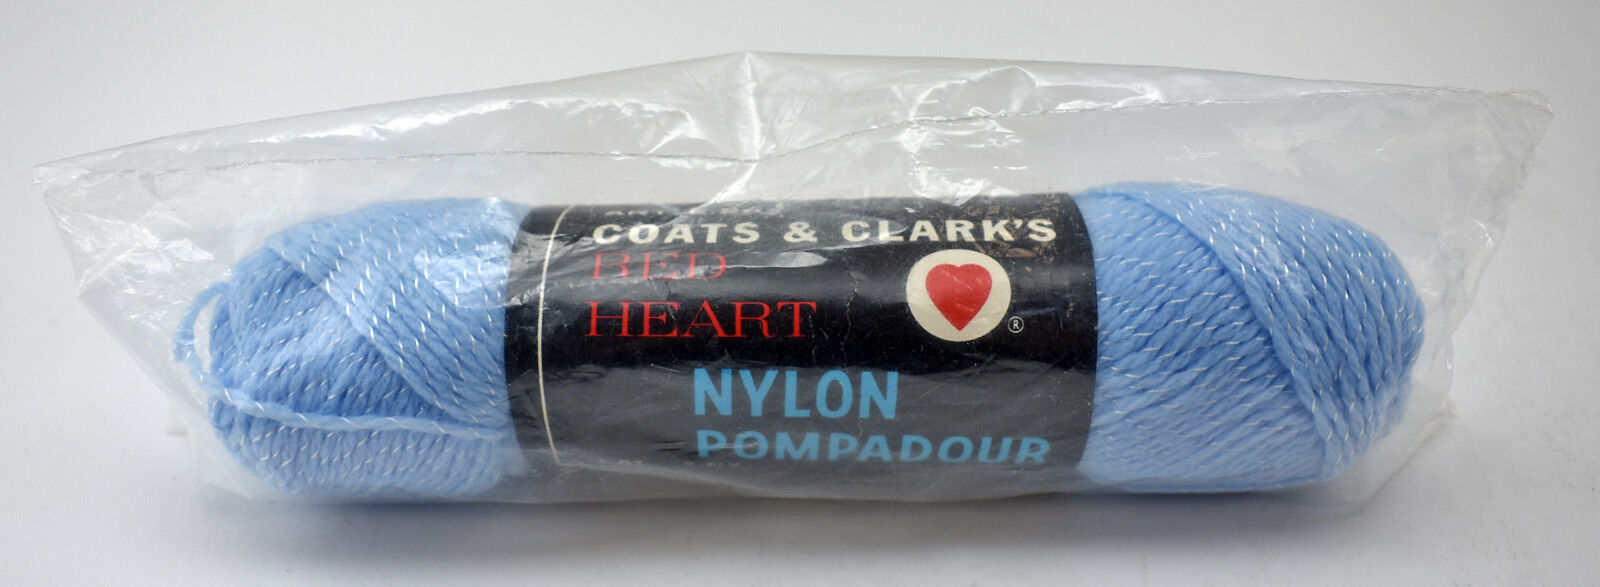 COATS & CLARK'S
RED
HEART
®
NYLON
POMPADOUR